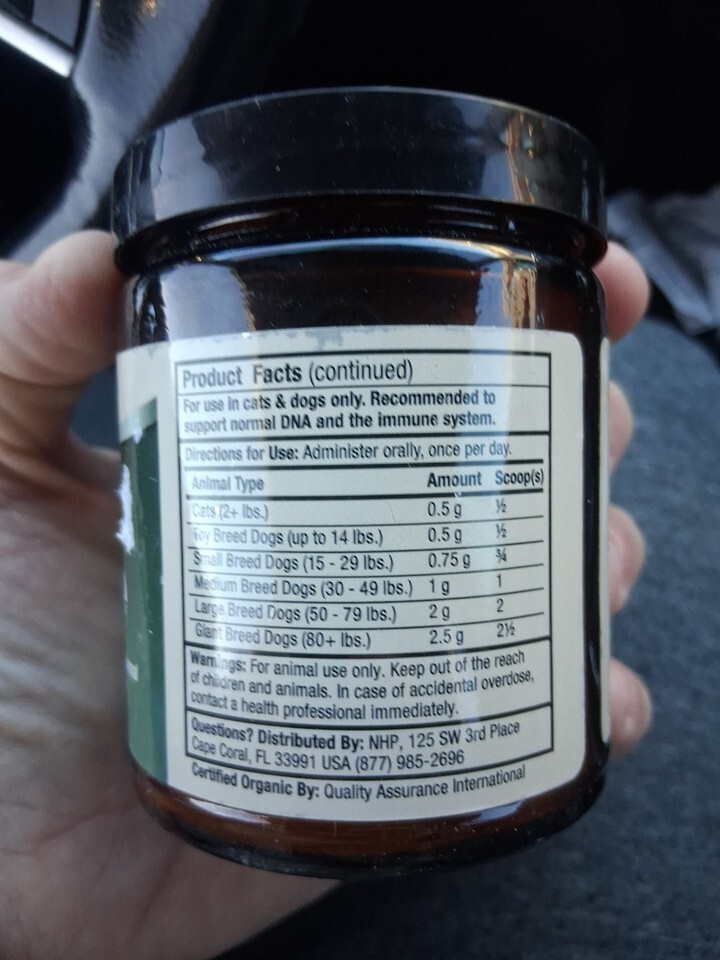 Product Facts (continued)
For use in cats & dogs only. Recommended to
support normal DNA and the immune system.
Directions for Use: Administer orally, once per day.
Animal Type Amount Scoop(s)
Cats (2+ lbs.) 0.5 g ½
Toy Breed Dogs (up to 14 lbs.) 0.5 g ½
Small Breed Dogs (15 - 29 lbs.) 0.75 g ¾
Medium Breed Dogs (30 - 49 lbs.) 1 g 1
Large Breed Dogs (50 - 79 lbs.) 2 g 2
Giant Breed Dogs (80+ lbs.) 2.5 g 2½
Warnings: For animal use only. Keep out of the reach
of children and animals. In case of accidental overdose,
contact a health professional immediately.
Questions? Distributed By: NHP, 125 SW 3rd Place
Cape Coral, FL 33991 USA (877) 985-2696
Certified Organic By: Quality Assurance International